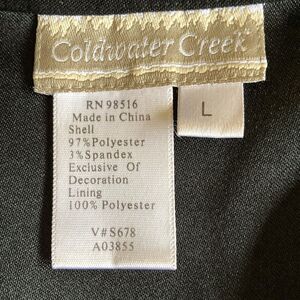 Coldwater Creek
L
RN 98516
Made in China
Shell
97%Polyester
3%Spandex
Exclusive Of
Decoration
Lining
100% Polyester
V#S678
A03855